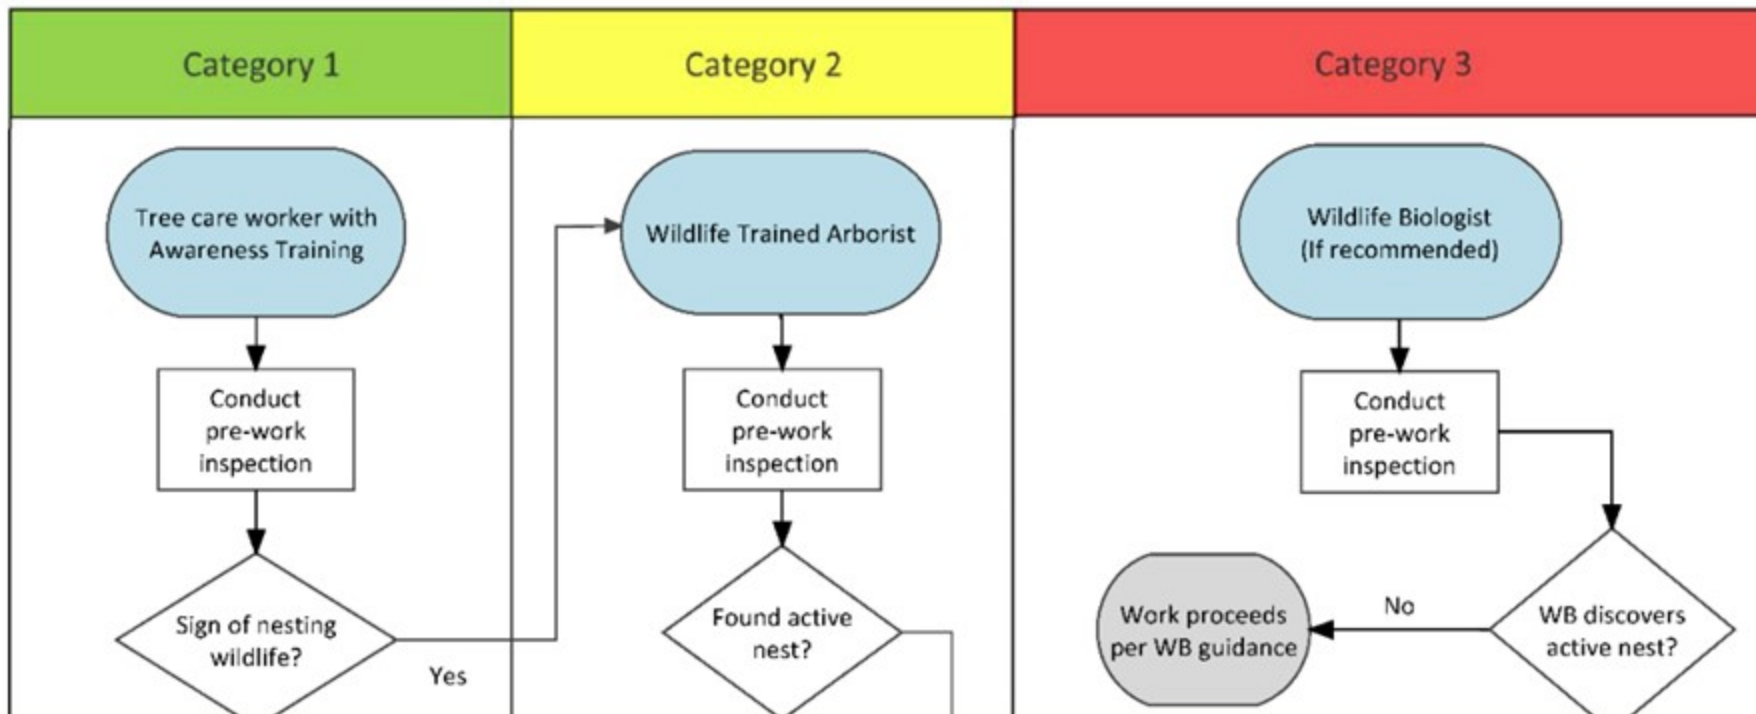 Category 1
Category 2
Category 3
Tree care worker with
Awareness Training
Conduct
pre-work
inspection
Sign of nesting
wildlife?
Yes
Wildlife Trained Arborist
Conduct
pre-work
inspection
Found active
nest?
Wildlife Biologist
(If recommended)
Conduct
pre-work
inspection
WB discovers
active nest?
No
Work proceeds
per WB guidance